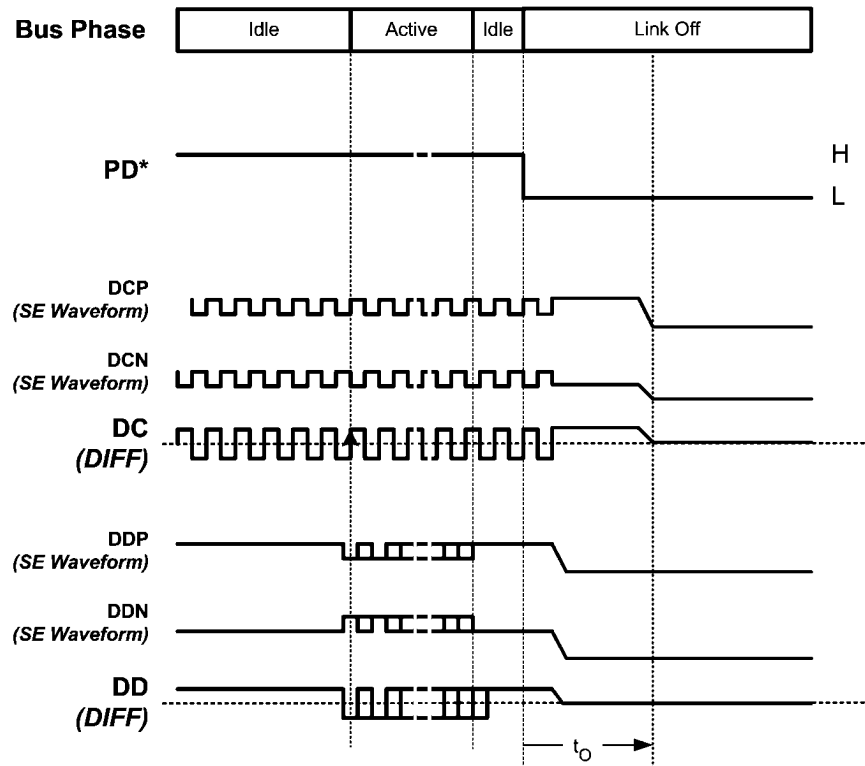 Bus Phase Idle Active Idle Link Off
PD* H
L
DCP
(SE Waveform)
DCN
(SE Waveform)
DC
(DIFF)
DDP
(SE Waveform)
DDN
(SE Waveform)
DD
(DIFF)
tO